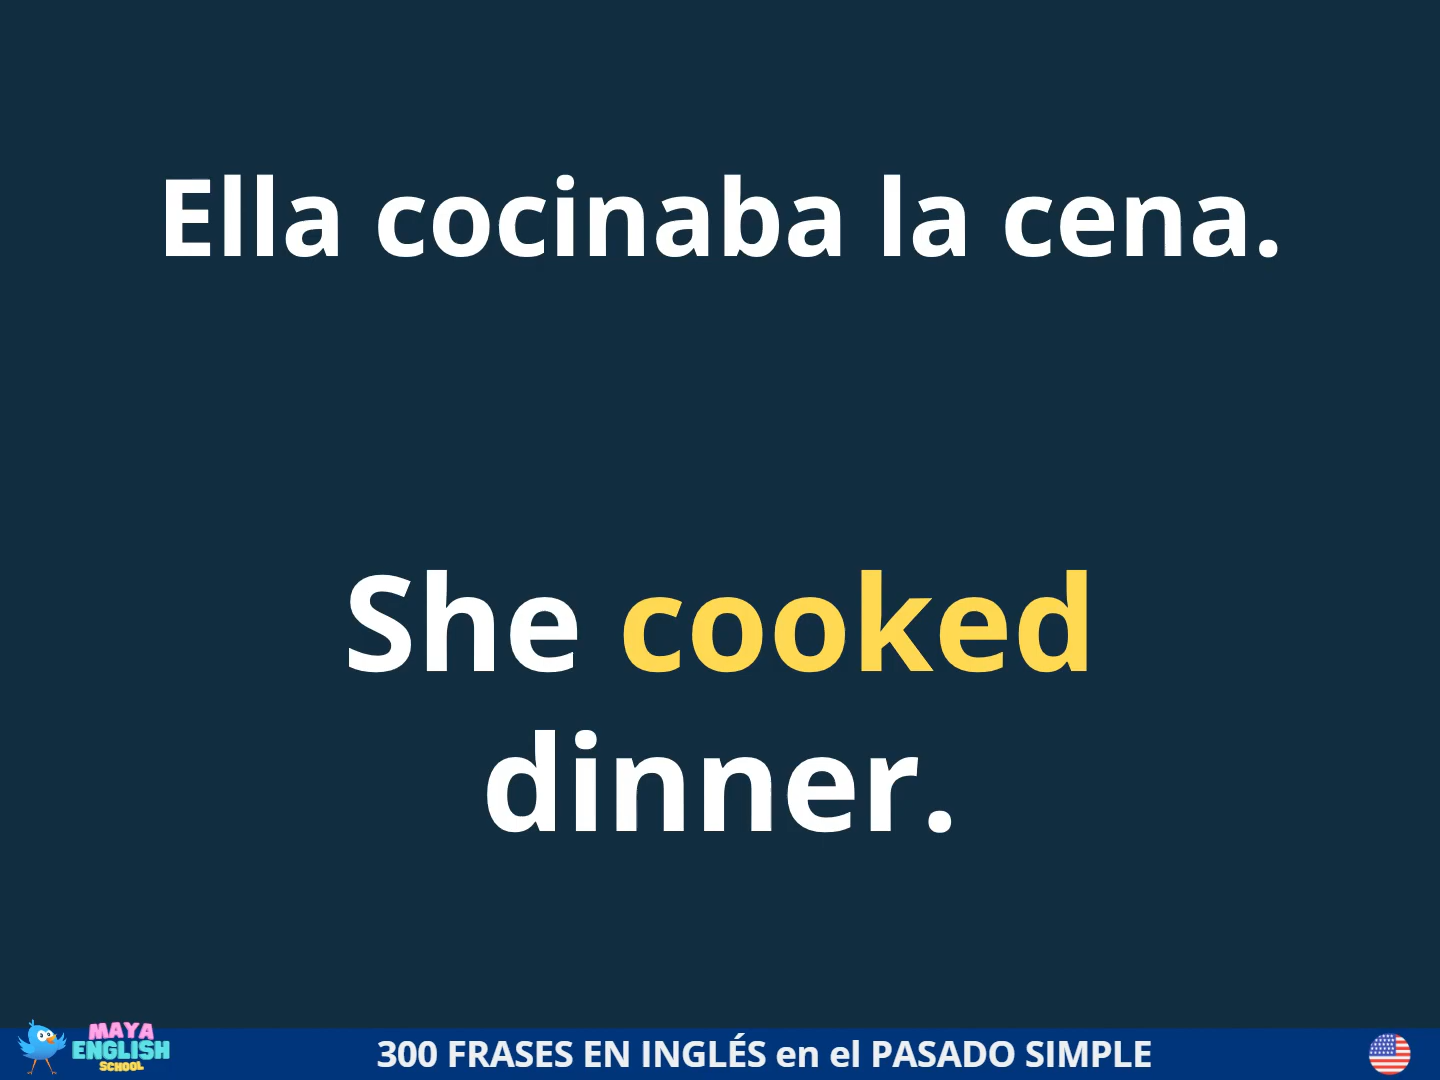 Ella cocinaba la cena.
She cooked
dinner.
MAYA
ENGLISH
SCHOOL
300 FRASES EN INGLÉS en el PASADO SIMPLE